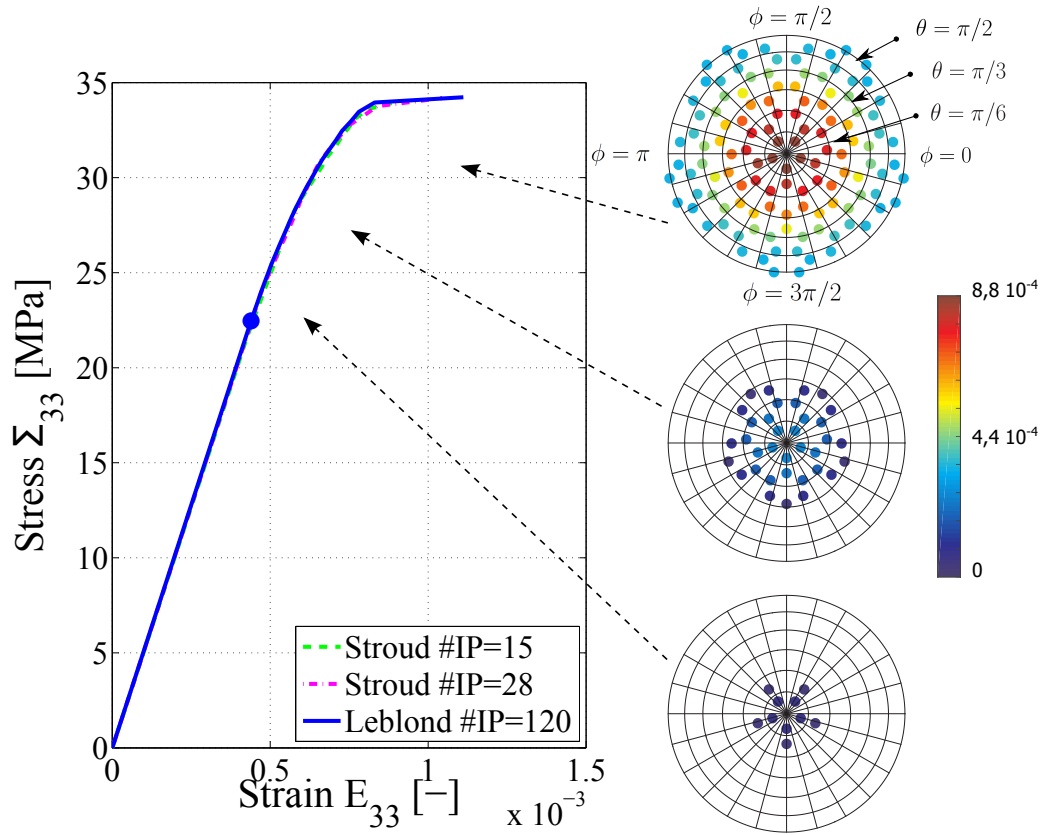 35
30
25
20
15
10
5
0
Stress Σ_33 [MPa]
0
0.5
1
1.5
Strain E_33 [−]
x 10^-3
Stroud #IP=15
Stroud #IP=28
Leblond #IP=120
ϕ = π/2
θ = π/2
θ = π/3
θ = π/6
ϕ = π
ϕ = 0
ϕ = 3π/2
8,8 10^-4
4,4 10^-4
0